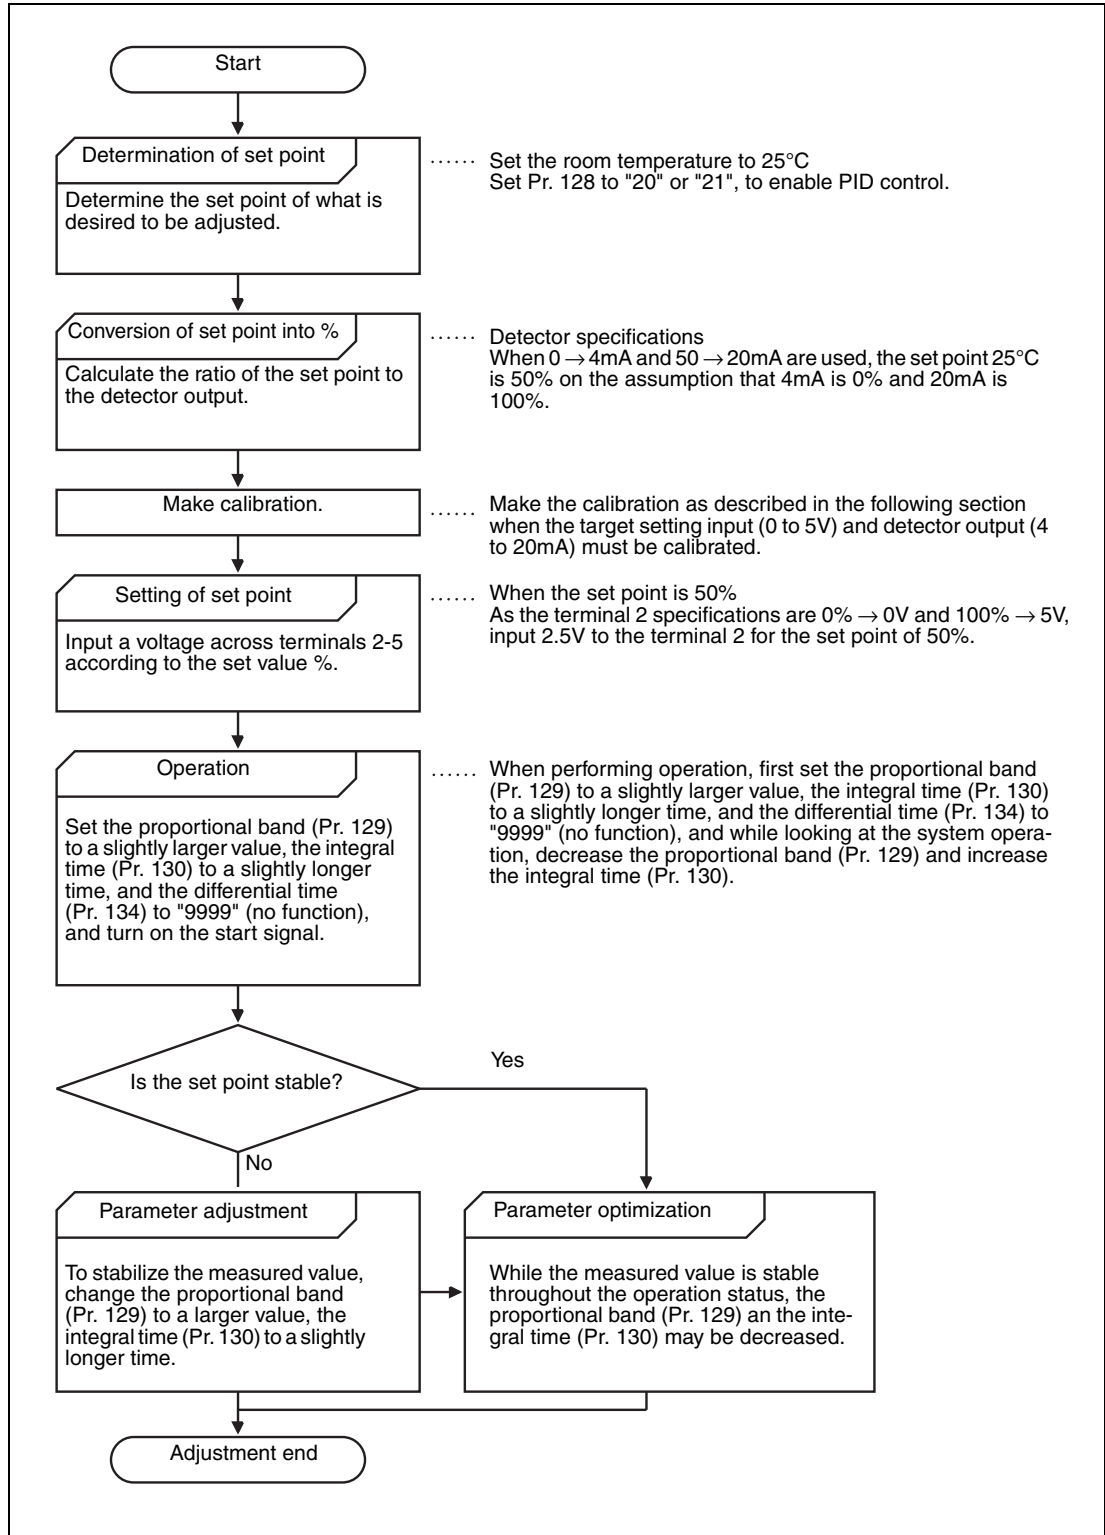 Start
Determination of set point
Determine the set point of what is
desired to be adjusted.
...... Set the room temperature to 25°C
Set Pr. 128 to "20" or "21", to enable PID control.
Conversion of set point into %
Calculate the ratio of the set point to
the detector output.
...... Detector specifications
When 0 → 4mA and 50 → 20mA are used, the set point 25°C
is 50% on the assumption that 4mA is 0% and 20mA is
100%.
Make calibration.
...... Make the calibration as described in the following section
when the target setting input (0 to 5V) and detector output (4
to 20mA) must be calibrated.
Setting of set point
Input a voltage across terminals 2-5
according to the set value %.
...... When the set point is 50%
As the terminal 2 specifications are 0% → 0V and 100% → 5V,
input 2.5V to the terminal 2 for the set point of 50%.
Operation
Set the proportional band (Pr. 129)
to a slightly larger value, the integral
time (Pr. 130) to a slightly longer
time, and the differential time
(Pr. 134) to "9999" (no function),
and turn on the start signal.
...... When performing operation, first set the proportional band
(Pr. 129) to a slightly larger value, the integral time (Pr. 130)
to a slightly longer time, and the differential time (Pr. 134) to
"9999" (no function), and while looking at the system opera-
tion, decrease the proportional band (Pr. 129) and increase
the integral time (Pr. 130).
Is the set point stable?
Yes
No
Parameter adjustment
To stabilize the measured value,
change the proportional band
(Pr. 129) to a larger value, the
integral time (Pr. 130) to a slightly
longer time.
Parameter optimization
While the measured value is stable
throughout the operation status, the
proportional band (Pr. 129) an the inte-
gral time (Pr. 130) may be decreased.
Adjustment end